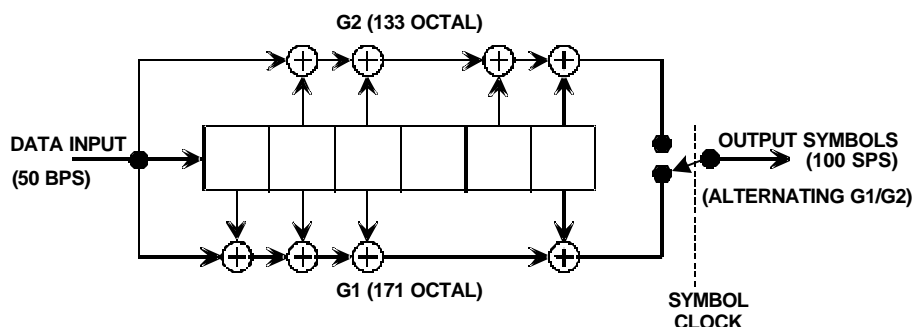 G2 (133 OCTAL)
DATA INPUT
(50 BPS)
OUTPUT SYMBOLS
(100 SPS)
(ALTERNATING G1/G2)
G1 (171 OCTAL)
SYMBOL
CLOCK